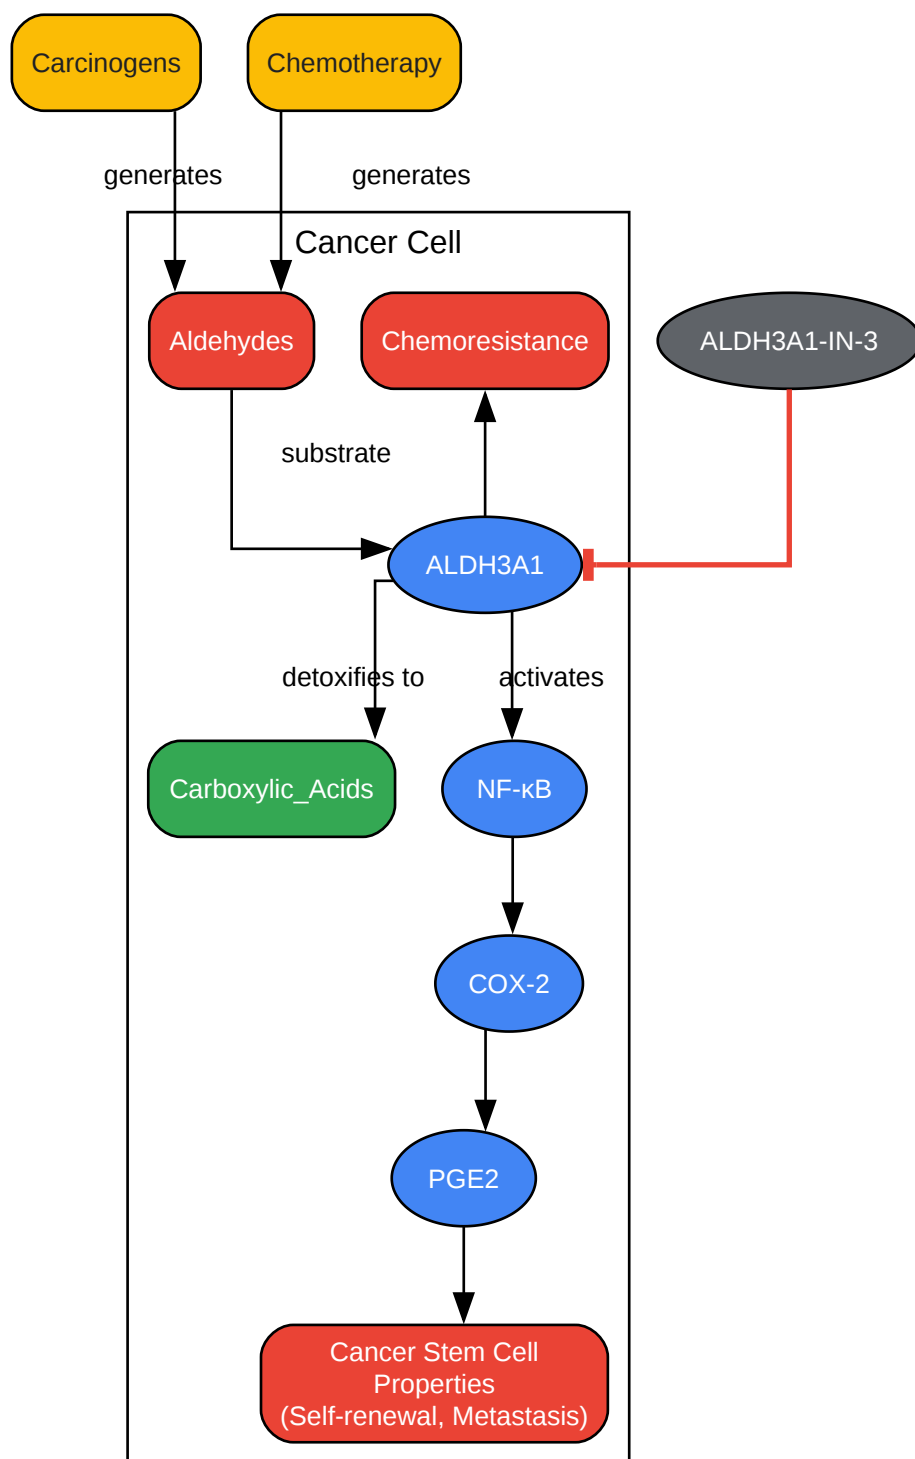 Carcinogens
Chemotherapy
generates
generates
Cancer Cell
Aldehydes
Chemoresistance
ALDH3A1-IN-3
substrate
ALDH3A1
detoxifies to
activates
Carboxylic_Acids
NF-κB
COX-2
PGE2
Cancer Stem Cell
Properties
(Self-renewal, Metastasis)